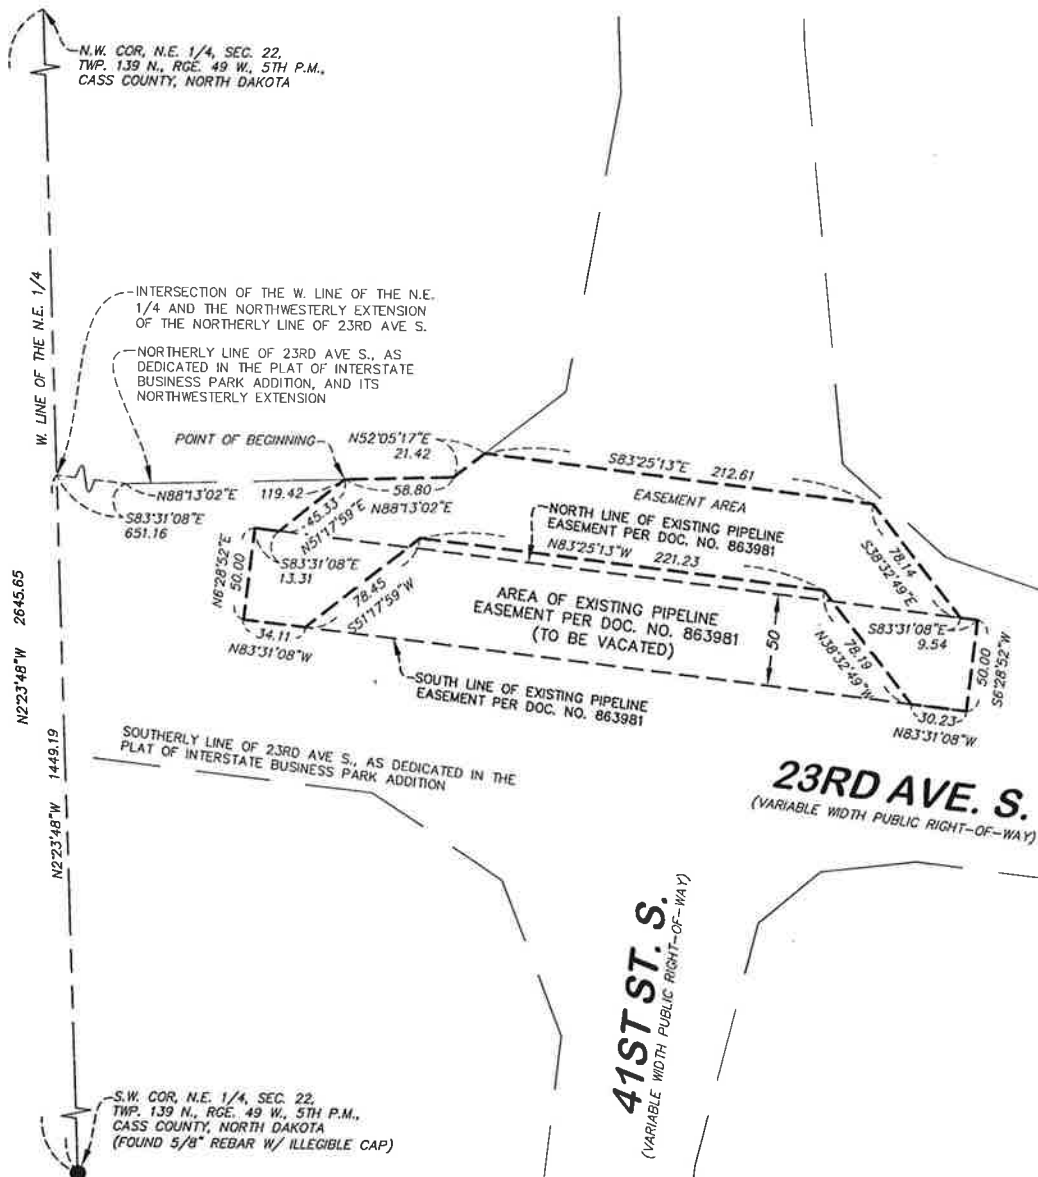 N.W. COR, N.E. 1/4, SEC. 22,
TWP. 139 N., RGE. 49 W., 5TH P.M.,
CASS COUNTY, NORTH DAKOTA
W. LINE OF THE N.E. 1/4
INTERSECTION OF THE W. LINE OF THE N.E.
1/4 AND THE NORTHWESTERLY EXTENSION
OF THE NORTHERLY LINE OF 23RD AVE S.
NORTHERLY LINE OF 23RD AVE S., AS
DEDICATED IN THE PLAT OF INTERSTATE
BUSINESS PARK ADDITION, AND ITS
NORTHWESTERLY EXTENSION
POINT OF BEGINNING
N52°05'17"E
21.42
S83°25'13"E 212.61
EASEMENT AREA
N88°13'02"E
119.42
58.80
N88°13'02"E
S83°31'08"E
651.16
45.33
N51°17'59"E
NORTH LINE OF EXISTING PIPELINE
EASEMENT PER DOC. NO. 863981
N83°25'13"W 221.23
78.14
S38°32'49"E
N6°28'52"E
50.00
S83°31'08"E
13.31
78.45
S51°17'59"W
AREA OF EXISTING PIPELINE
EASEMENT PER DOC. NO. 863981
(TO BE VACATED)
50
78.19
N38°32'49"W
S83°31'08"E
9.54
50.00
S6°28'52"W
34.11
N83°31'08"W
SOUTH LINE OF EXISTING PIPELINE
EASEMENT PER DOC. NO. 863981
30.23
N83°31'08"W
N2°23'48"W 2645.65
N2°23'48"W 1449.19
SOUTHERLY LINE OF 23RD AVE S., AS DEDICATED IN THE
PLAT OF INTERSTATE BUSINESS PARK ADDITION
23RD AVE. S.
(VARIABLE WIDTH PUBLIC RIGHT-OF-WAY)
41ST ST. S.
(VARIABLE WIDTH PUBLIC RIGHT-OF-WAY)
S.W. COR, N.E. 1/4, SEC. 22,
TWP. 139 N., RGE. 49 W., 5TH P.M.,
CASS COUNTY, NORTH DAKOTA
(FOUND 5/8" REBAR W/ ILLEGIBLE CAP)